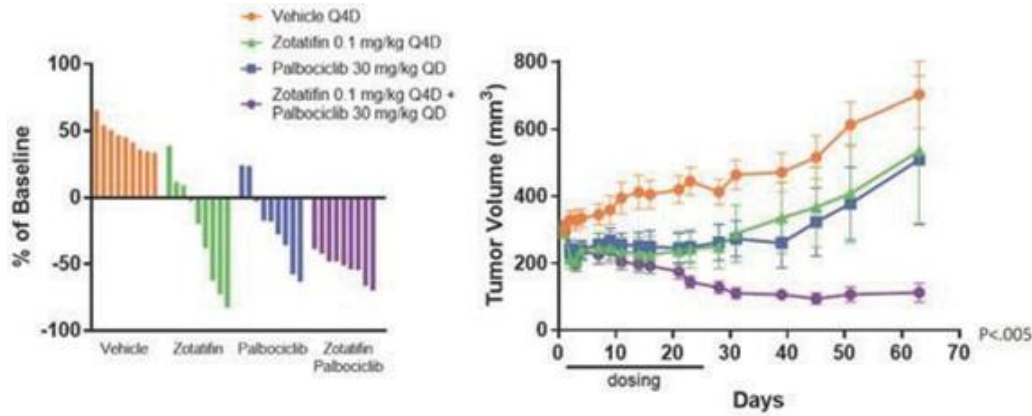 Vehicle Q4D
Zotatifin 0.1 mg/kg Q4D
Palbociclib 30 mg/kg QD
Zotatifin 0.1 mg/kg Q4D +
Palbociclib 30 mg/kg QD
% of Baseline
100
50
0
-50
-100
Vehicle
Zotatifin
Palbociclib
Zotatifin
Palbociclib
Tumor Volume (mm³)
800
600
400
200
0
0
10
20
30
40
50
60
70
P<.005
dosing
Days